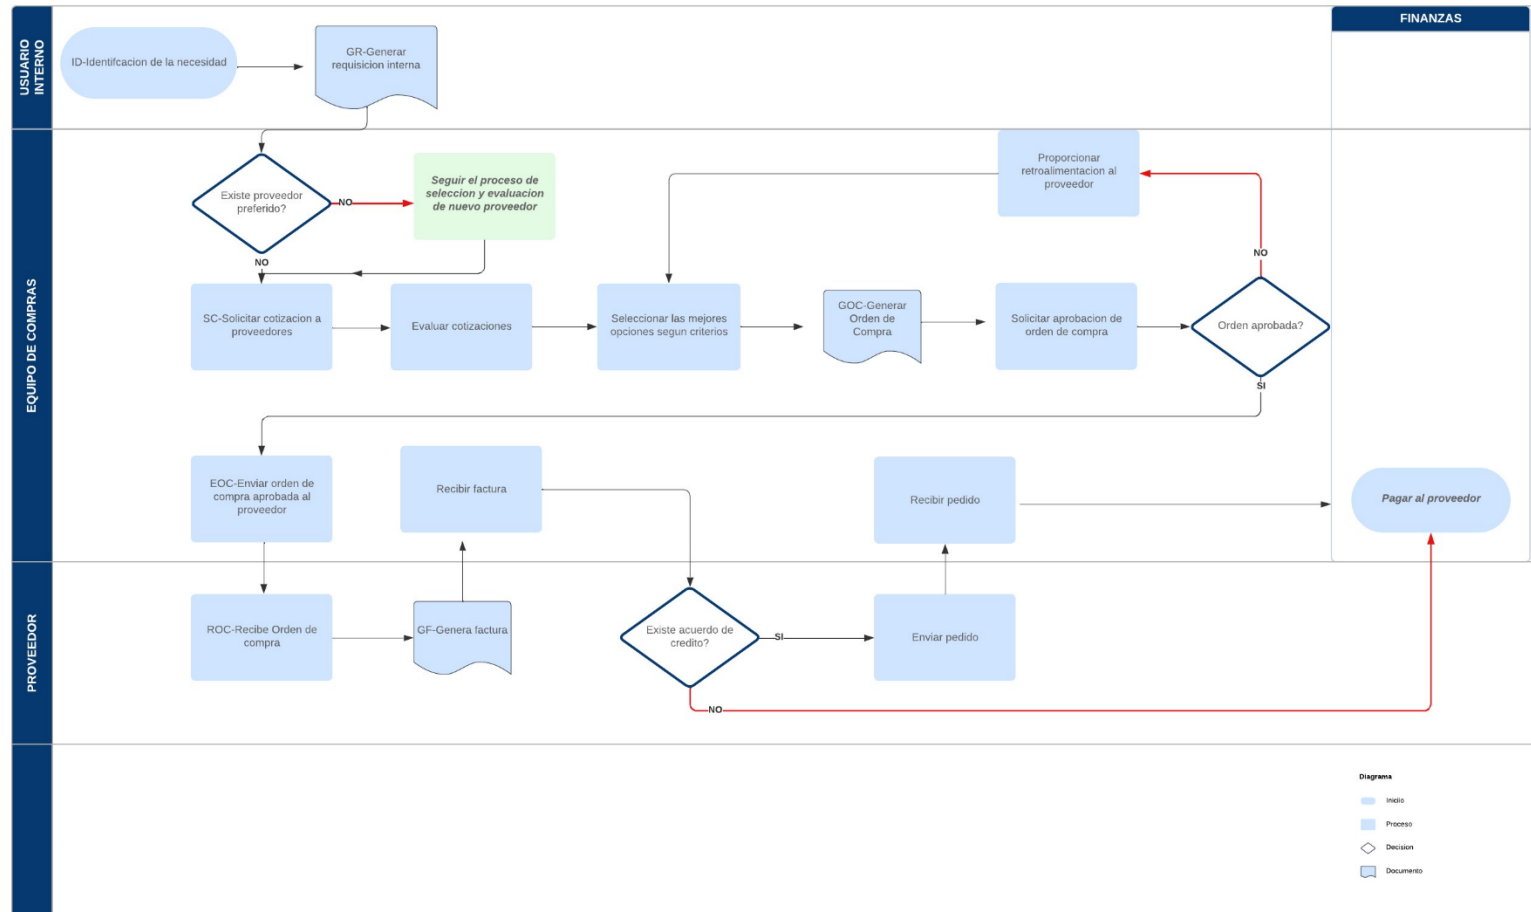 FINANZAS
USUARIO
INTERNO
ID-Identifcacion de la necesidad
GR-Generar
requisicion interna
EQUIPO DE COMPRAS
Existe proveedor
preferido?
NO
Seguir el proceso de
seleccion y evaluacion
de nuevo proveedor
Proporcionar
retroalimentacion al
proveedor
NO
NO
SC-Solicitar cotizacion a
proveedores
Evaluar cotizaciones
Seleccionar las mejores
opciones segun criterios
GOC-Generar
Orden de
Compra
Solicitar aprobacion de
orden de compra
Orden aprobada?
SI
EOC-Enviar orden de
compra aprobada al
proveedor
Recibir factura
Recibir pedido
Pagar al proveedor
PROVEEDOR
ROC-Recibe Orden de
compra
GF-Genera factura
Existe acuerdo de
credito?
SI
Enviar pedido
NO
Diagrama
Inicio
Proceso
Decision
Documento